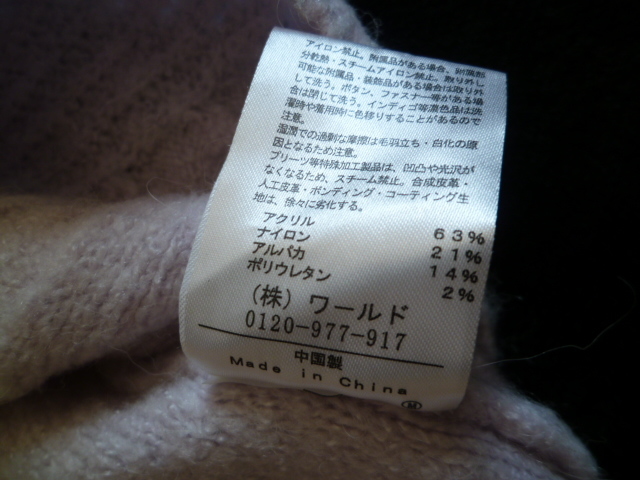 アイロン禁止。附属品がある場合、附属部
分乾熱・スチームアイロン禁止。取り外し
可能な附属品・装飾品がある場合は取り外
して洗う。ボタン、ファスナー等がある場
合は閉じて洗う。インディゴ等濃色品は洗
濯時や着用時に色移りすることがあるので
注意。
湿潤での過剰な摩擦は毛羽立ち・白化の原
因となるため注意。
プリーツ等特殊加工製品は、凹凸や光沢が
なくなるため、スチーム禁止。合成皮革・
人工皮革・ボンディング・コーティング生
地は、徐々に劣化する。
アクリル 63%
ナイロン 21%
アルパカ 14%
ポリウレタン 2%
(株) ワールド
0120-977-917
中国製
Made in China